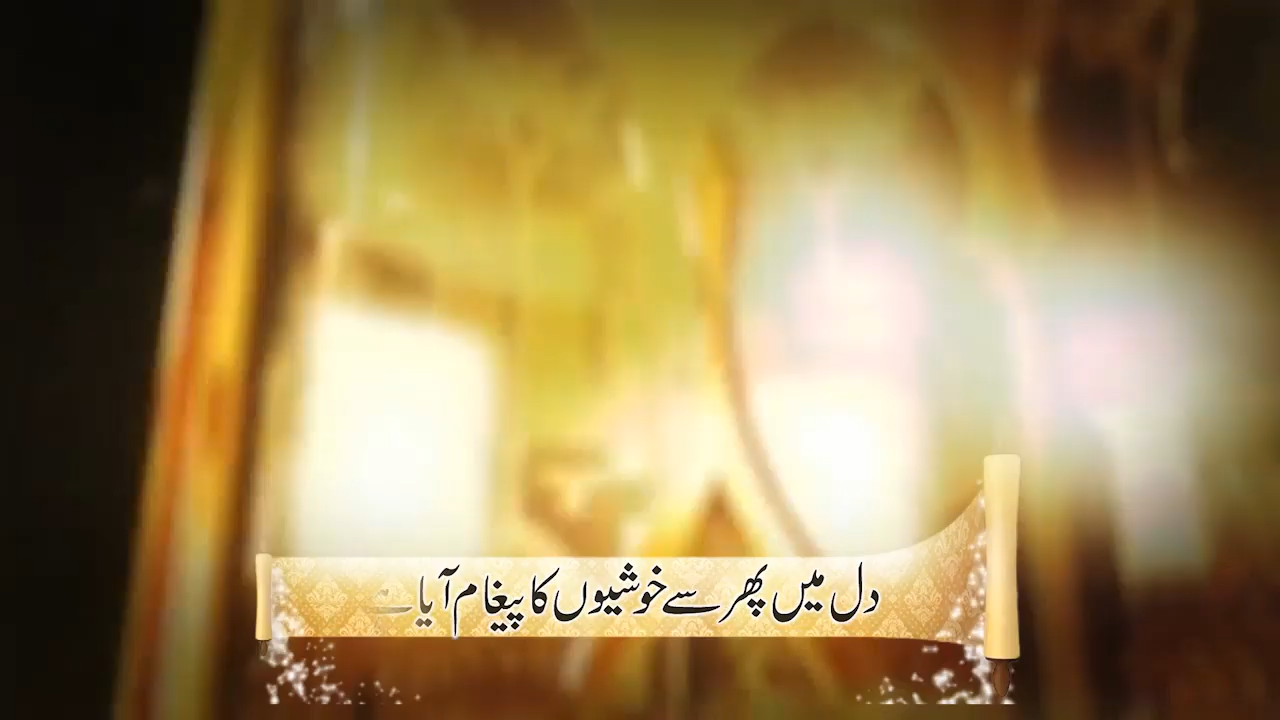 دل میں پھر سے خوشیوں کا پیغام آیا